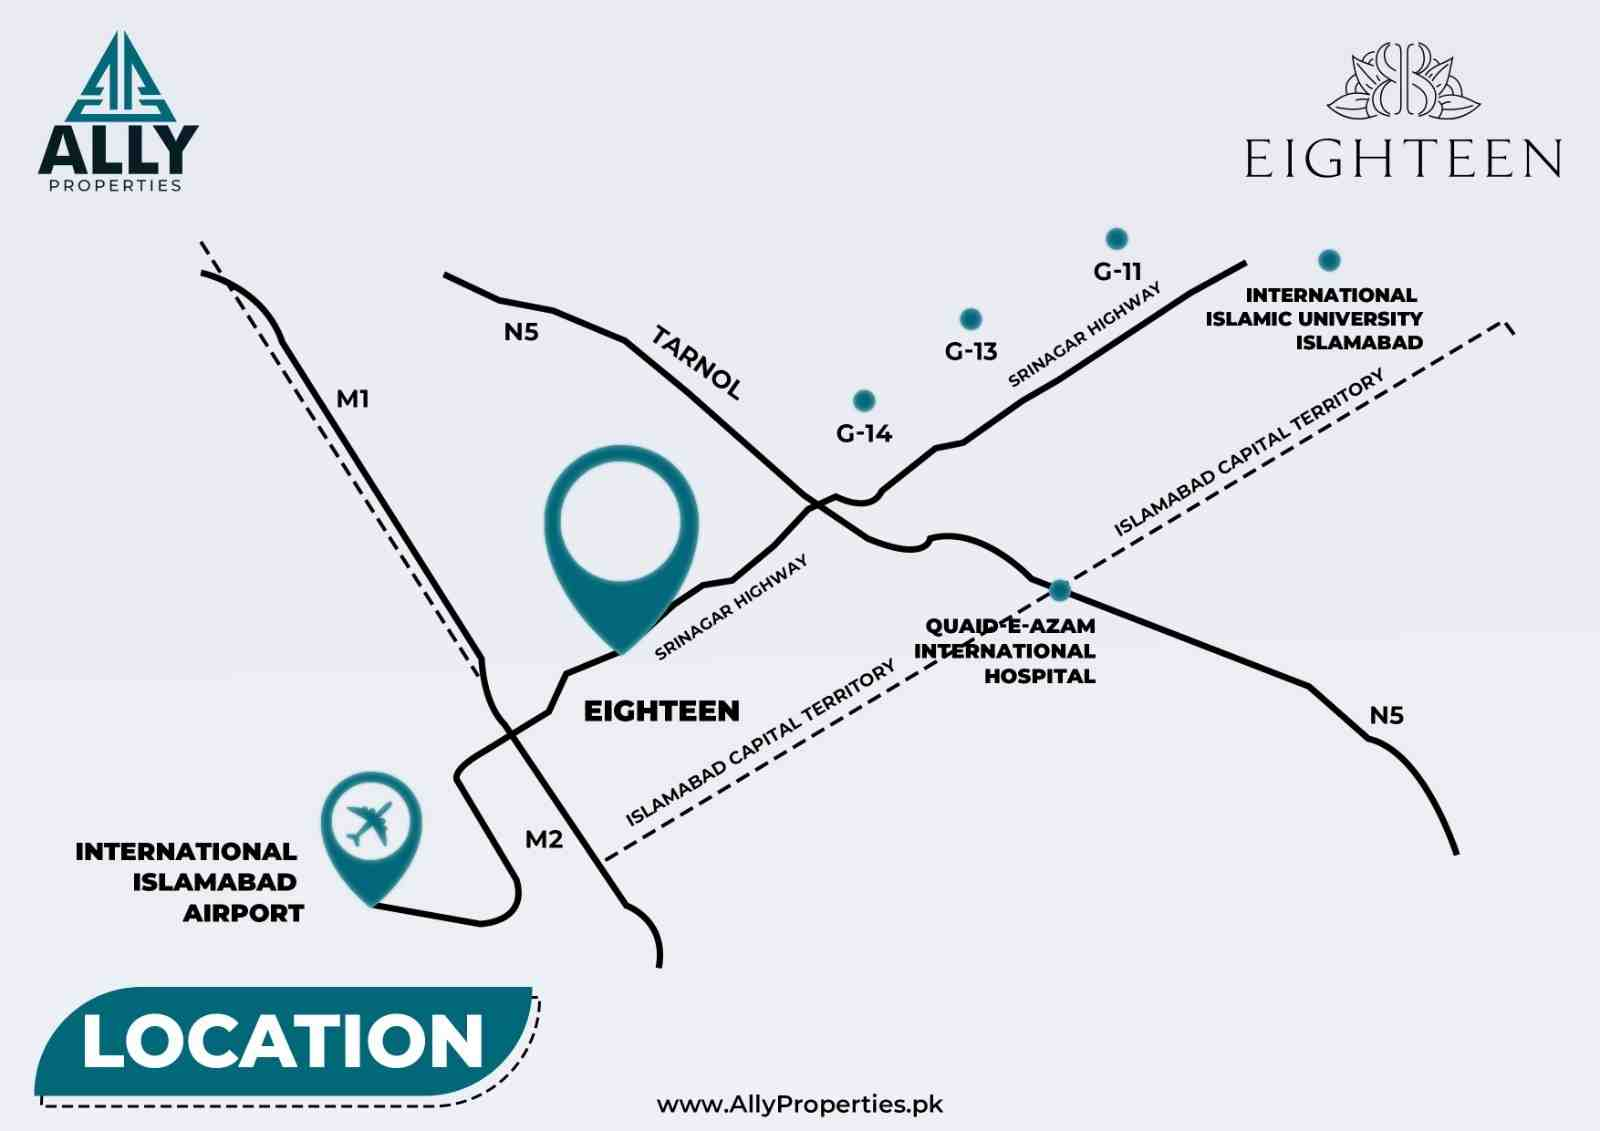 ALLY
PROPERTIES
EIGHTEEN
G-11
N5
TARNOL
SRINAGAR HIGHWAY
INTERNATIONAL
ISLAMIC UNIVERSITY
ISLAMABAD
G-13
M1
G-14
ISLAMABAD CAPITAL TERRITORY
SRINAGAR HIGHWAY
QUAID-E-AZAM
INTERNATIONAL
HOSPITAL
EIGHTEEN
N5
ISLAMABAD CAPITAL TERRITORY
M2
INTERNATIONAL
ISLAMABAD
AIRPORT
LOCATION
www.AllyProperties.pk